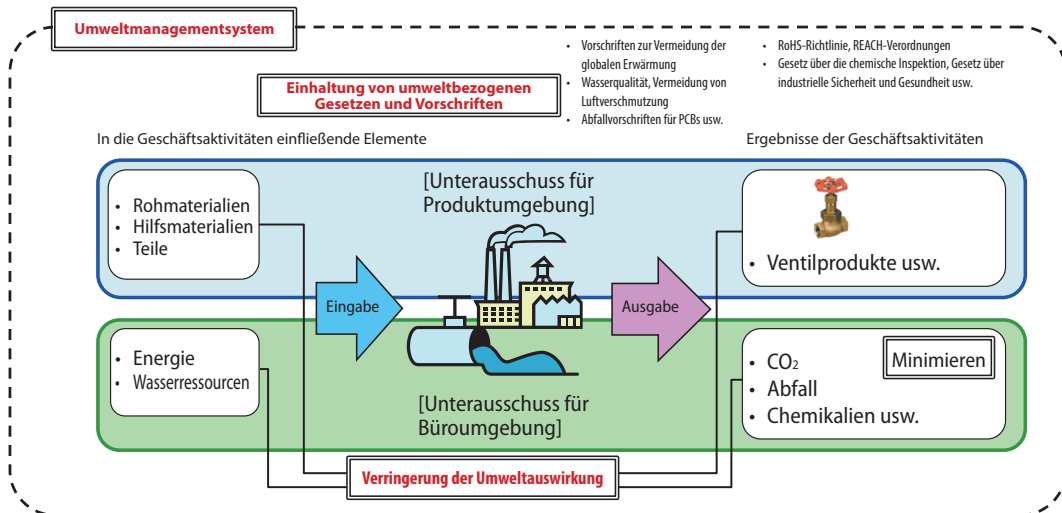 Umweltmanagementsystem
• Vorschriften zur Vermeidung der
globalen Erwärmung
• Wasserqualität, Vermeidung von
Luftverschmutzung
• Abfallvorschriften für PCBs usw.
• RoHS-Richtlinie, REACH-Verordnungen
• Gesetz über die chemische Inspektion, Gesetz über
industrielle Sicherheit und Gesundheit usw.
Einhaltung von umweltbezogenen
Gesetzen und Vorschriften
In die Geschäftsaktivitäten einfließende Elemente
Ergebnisse der Geschäftsaktivitäten
• Rohmaterialien
• Hilfsmaterialien
• Teile
[Unterausschuss für
Produktumgebung]
• Ventilprodukte usw.
Eingabe
Ausgabe
• Energie
• Wasserressourcen
[Unterausschuss für
Büroumgebung]
• CO₂
• Abfall
• Chemikalien usw.
Minimieren
Verringerung der Umweltauswirkung